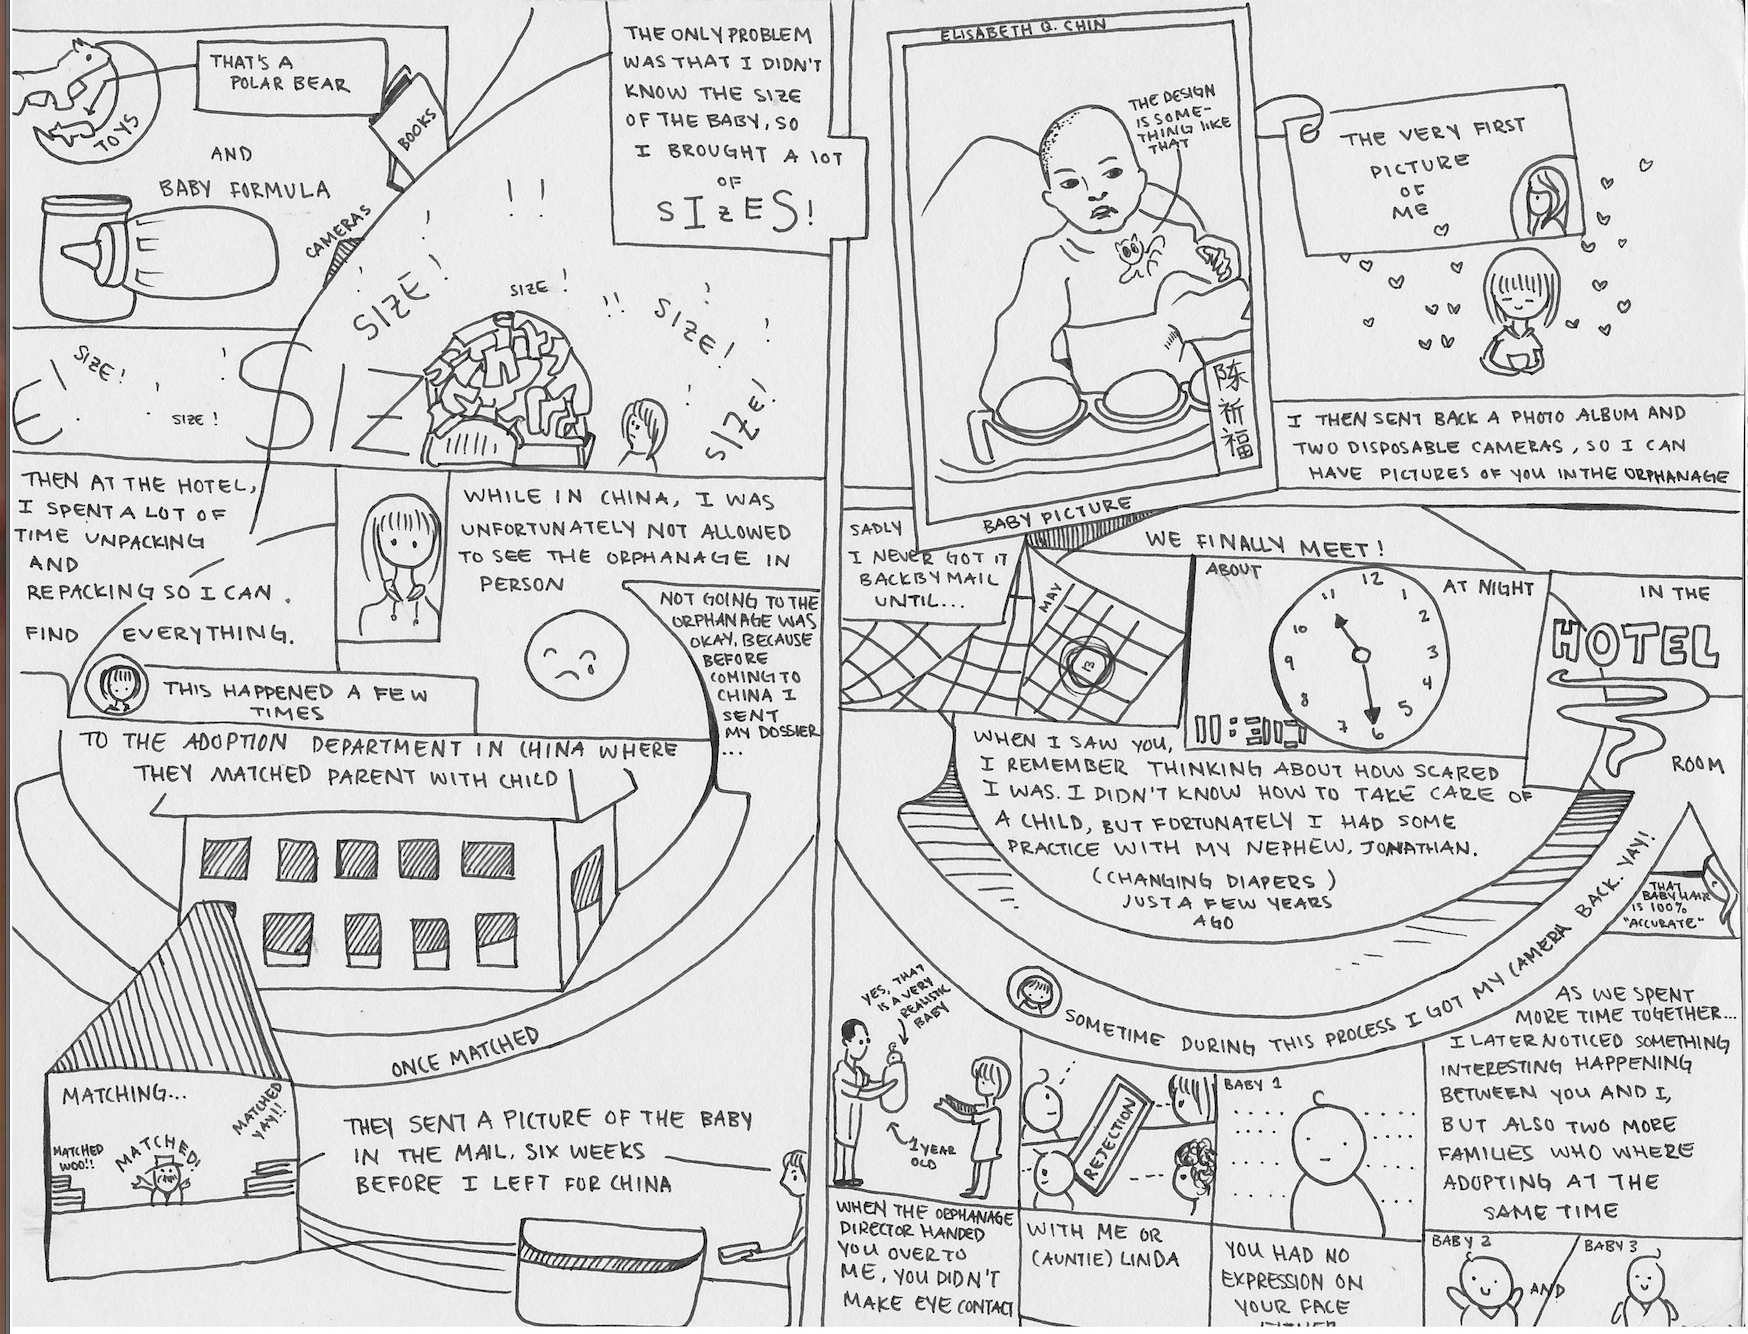 THAT'S A
POLAR BEAR
TOYS
BOOKS
AND
BABY FORMULA
CAMERAS
THE ONLY PROBLEM
WAS THAT I DIDN'T
KNOW THE SIZE
OF THE BABY, SO
I BROUGHT A LOT
OF
SIZES!
!!
SIZE!
SIZE!
!!
SIZE!
SIZE!
SIZE!
SIZE!
E!
SIZ
THEN AT THE HOTEL,
I SPENT A LOT OF
TIME UNPACKING
AND
REPACKING SO I CAN
FIND EVERYTHING.
THIS HAPPENED A FEW
TIMES
WHILE IN CHINA, I WAS
UNFORTUNATELY NOT ALLOWED
TO SEE THE ORPHANAGE IN
PERSON
NOT GOING TO THE
ORPHANAGE WAS
OKAY, BECAUSE
BEFORE
COMING TO
CHINA I
SENT
MY DOSSIER
...
TO THE ADOPTION DEPARTMENT IN CHINA WHERE
THEY MATCHED PARENT WITH CHILD
ONCE MATCHED
MATCHING...
MATCHED
WOO!!
MATCHED!
MATCHED
YAY!!
THEY SENT A PICTURE OF THE BABY
IN THE MAIL, SIX WEEKS
BEFORE I LEFT FOR CHINA
ELISABETH Q. CHIN
THE DESIGN
IS SOME-
THING LIKE
THAT
陈祈福
BABY PICTURE
THE VERY FIRST
PICTURE
OF
ME
I THEN SENT BACK A PHOTO ALBUM AND
TWO DISPOSABLE CAMERAS, SO I CAN
HAVE PICTURES OF YOU IN THE ORPHANAGE
SADLY
I NEVER GOT IT
BACK BY MAIL
UNTIL...
MAY
13
WE FINALLY MEET!
ABOUT
12
1
2
3
4
5
6
7
8
9
10
11
11:30
AT NIGHT
IN THE
HOTEL
ROOM
WHEN I SAW YOU,
I REMEMBER THINKING ABOUT HOW SCARED
I WAS. I DIDN'T KNOW HOW TO TAKE CARE OF
A CHILD, BUT FORTUNATELY I HAD SOME
PRACTICE WITH MY NEPHEW, JONATHAN.
(CHANGING DIAPERS)
JUST A FEW YEARS
AGO
SOMETIME DURING THIS PROCESS I GOT MY CAMERA BACK. YAY!
THAT
BABY HAIR
IS 100%
"ACCURATE"
YES, THAT
IS A VERY
REALISTIC
BABY
1 YEAR
OLD
WHEN THE ORPHANAGE
DIRECTOR HANDED
YOU OVER TO
ME, YOU DIDN'T
MAKE EYE CONTACT
REJECTION
WITH ME OR
(AUNTIE) LINDA
BABY 1
YOU HAD NO
EXPRESSION ON
YOUR FACE
AS WE SPENT
MORE TIME TOGETHER...
I LATER NOTICED SOMETHING
INTERESTING HAPPENING
BETWEEN YOU AND I,
BUT ALSO TWO MORE
FAMILIES WHO WHERE
ADOPTING AT THE
SAME TIME
BABY 2
AND
BABY 3